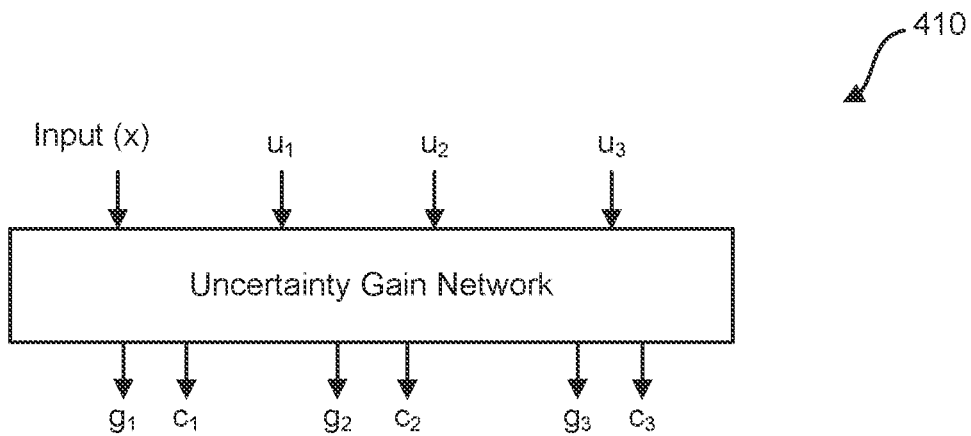 410
Input (x) u₁ u₂ u₃
Uncertainty Gain Network
g₁ c₁ g₂ c₂ g₃ c₃